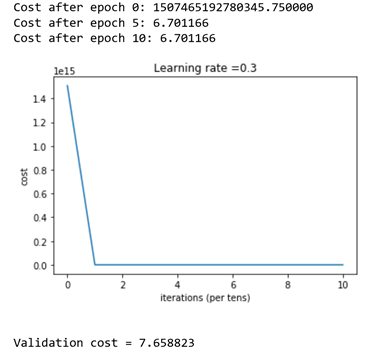 Cost after epoch 0: 1507465192780345.750000
Cost after epoch 5: 6.701166
Cost after epoch 10: 6.701166
Learning rate =0.3
1e15
1.4
1.2
1.0
0.8
0.6
0.4
0.2
0.0
cost
0 2 4 6 8 10
iterations (per tens)
Validation cost = 7.658823